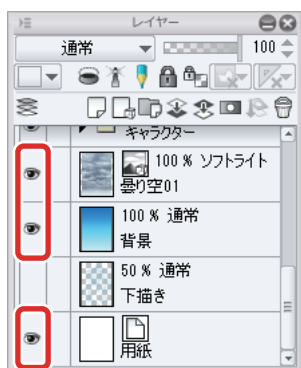 レイヤー
通常 100
キャラクター
100 % ソフトライト
曇り空01
100 % 通常
背景
50 % 通常
下描き
用紙